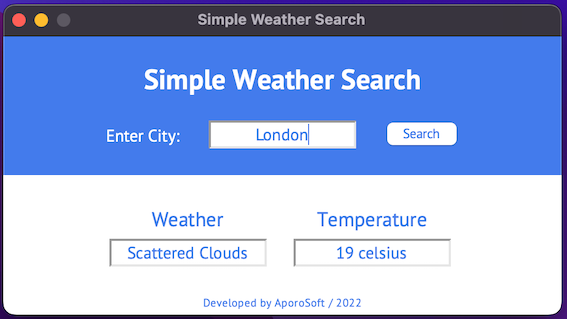 Simple Weather Search
Simple Weather Search
Enter City: London Search
Weather Temperature
Scattered Clouds 19 celsius
Developed by AporoSoft / 2022